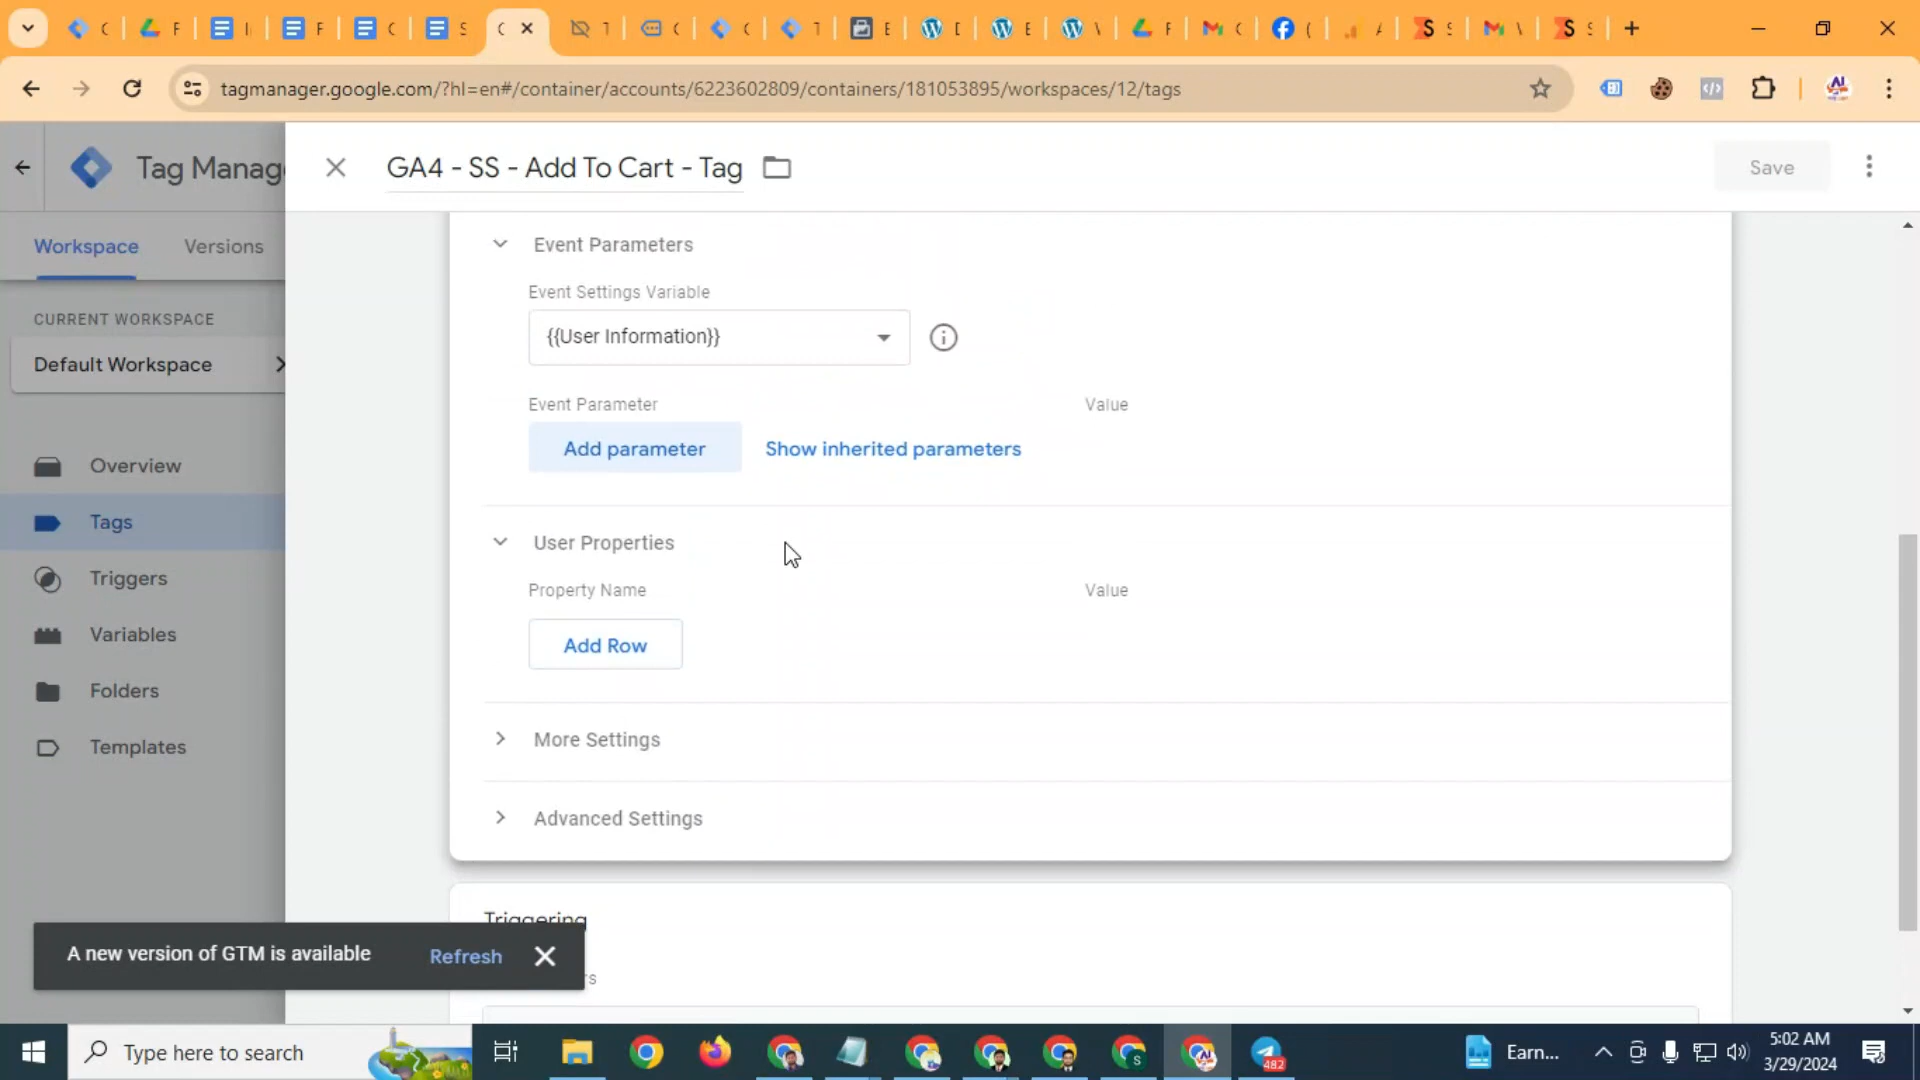 C
F
I
F
C
S
C
T
C
C
T
E
D
E
V
F
C
(
A
S
V
S
tagmanager.google.com/?hl=en#/container/accounts/6223602809/containers/181053895/workspaces/12/tags
Tag Manag
GA4 - SS - Add To Cart - Tag
Save
Workspace
Versions
CURRENT WORKSPACE
Default Workspace
Overview
Tags
Triggers
Variables
Folders
Templates
Event Parameters
Event Settings Variable
{{User Information}}
Event Parameter
Value
Add parameter
Show inherited parameters
User Properties
Property Name
Value
Add Row
More Settings
Advanced Settings
Triggering
rs
A new version of GTM is available
Refresh
Type here to search
S
482
Earn...
5:02 AM
3/29/2024